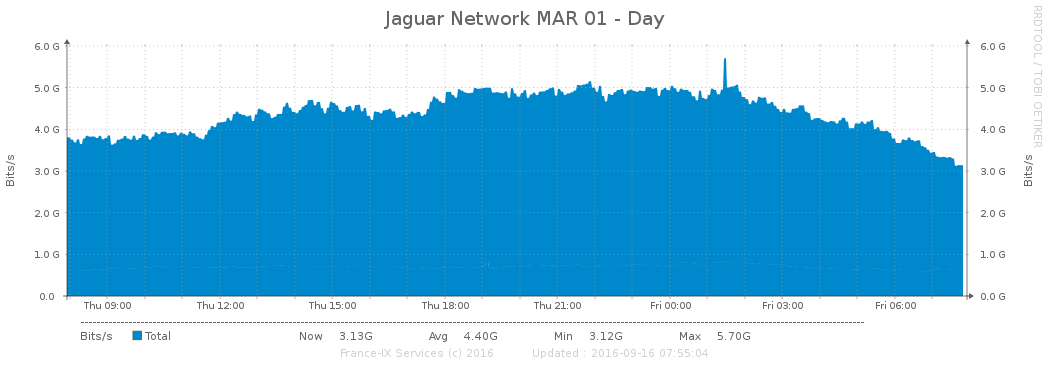 Jaguar Network MAR 01 - Day
RRDTOOL / TOBI OETIKER
Bits/s
6.0 G
5.0 G
4.0 G
3.0 G
2.0 G
1.0 G
0.0
6.0 G
5.0 G
4.0 G
3.0 G
2.0 G
1.0 G
0.0 G
Bits/s
Thu 09:00 Thu 12:00 Thu 15:00 Thu 18:00 Thu 21:00 Fri 00:00 Fri 03:00 Fri 06:00
Bits/s Total Now 3.13G Avg 4.40G Min 3.12G Max 5.70G
France-IX Services (c) 2016 Updated : 2016-09-16 07:55:04